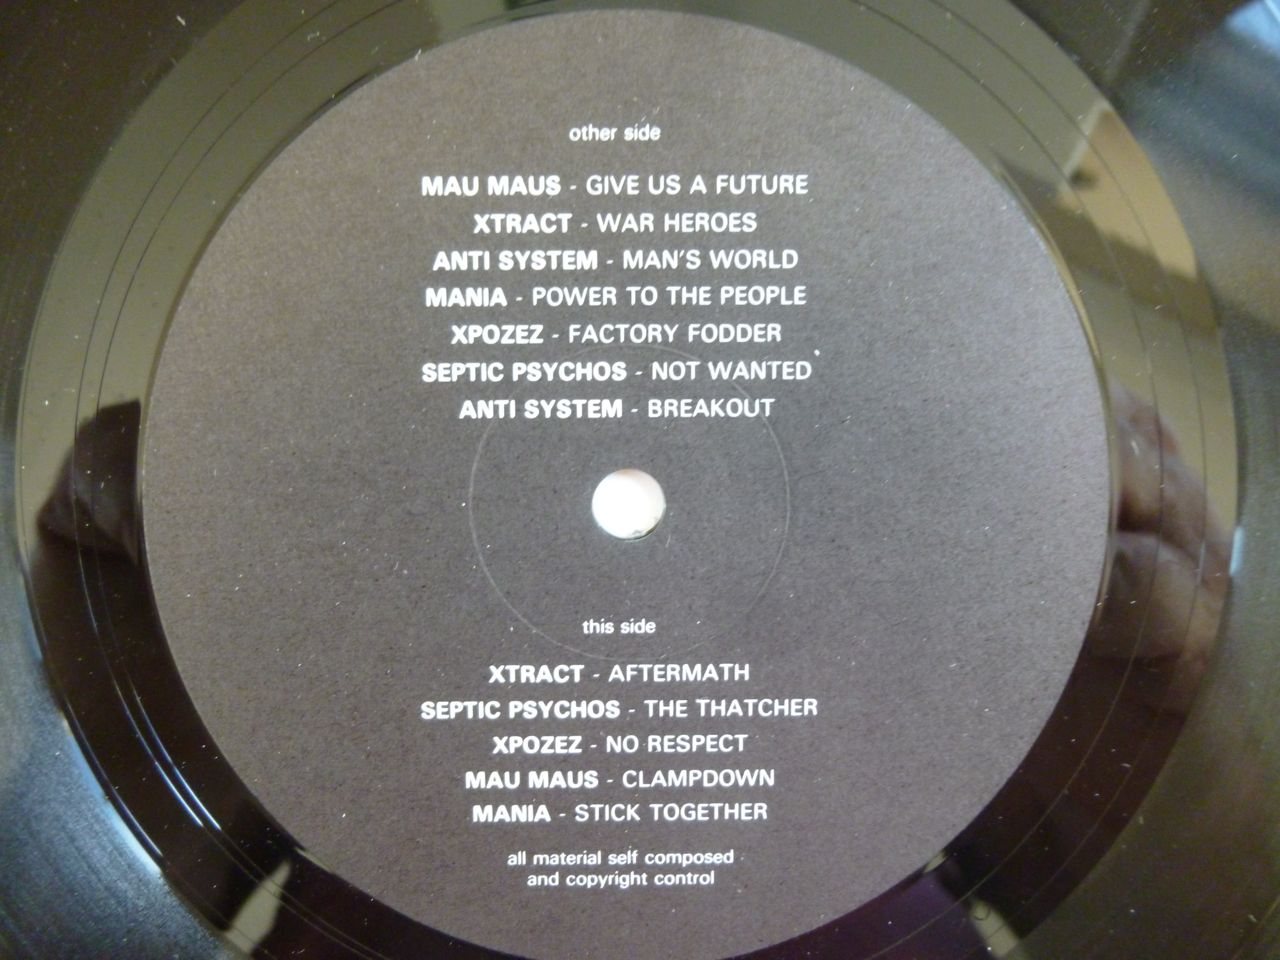 other side
MAU MAUS - GIVE US A FUTURE
XTRACT - WAR HEROES
ANTI SYSTEM - MAN'S WORLD
MANIA - POWER TO THE PEOPLE
XPOZEZ - FACTORY FODDER
SEPTIC PSYCHOS - NOT WANTED
ANTI SYSTEM - BREAKOUT
this side
XTRACT - AFTERMATH
SEPTIC PSYCHOS - THE THATCHER
XPOZEZ - NO RESPECT
MAU MAUS - CLAMPDOWN
MANIA - STICK TOGETHER
all material self composed
and copyright control